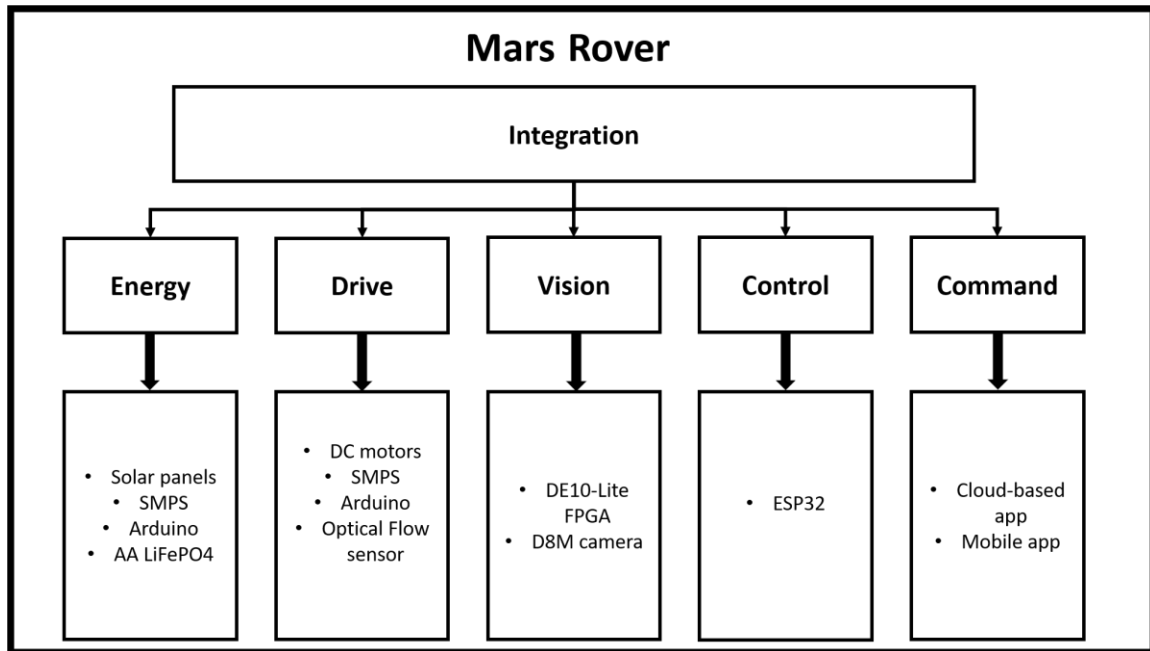 Mars Rover
Integration
Energy
Drive
Vision
Control
Command
• Solar panels
• SMPS
• Arduino
• AA LiFePO4
• DC motors
• SMPS
• Arduino
• Optical Flow
sensor
• DE10-Lite
FPGA
• D8M camera
• ESP32
• Cloud-based
app
• Mobile app